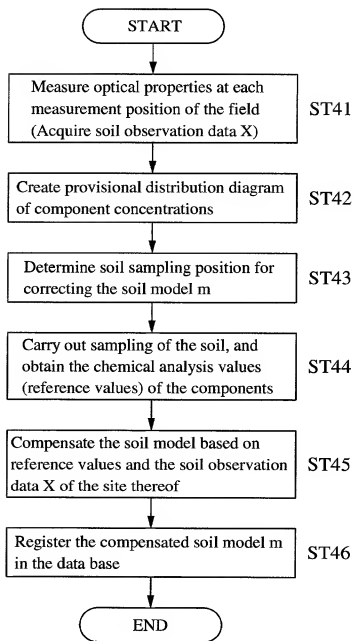 START
Measure optical properties at each
measurement position of the field
(Acquire soil observation data X)
ST41
Create provisional distribution diagram
of component concentrations
ST42
Determine soil sampling position for
correcting the soil model m
ST43
Carry out sampling of the soil, and
obtain the chemical analysis values
(reference values) of the components
ST44
Compensate the soil model based on
reference values and the soil observation
data X of the site thereof
ST45
Register the compensated soil model m
in the data base
ST46
END